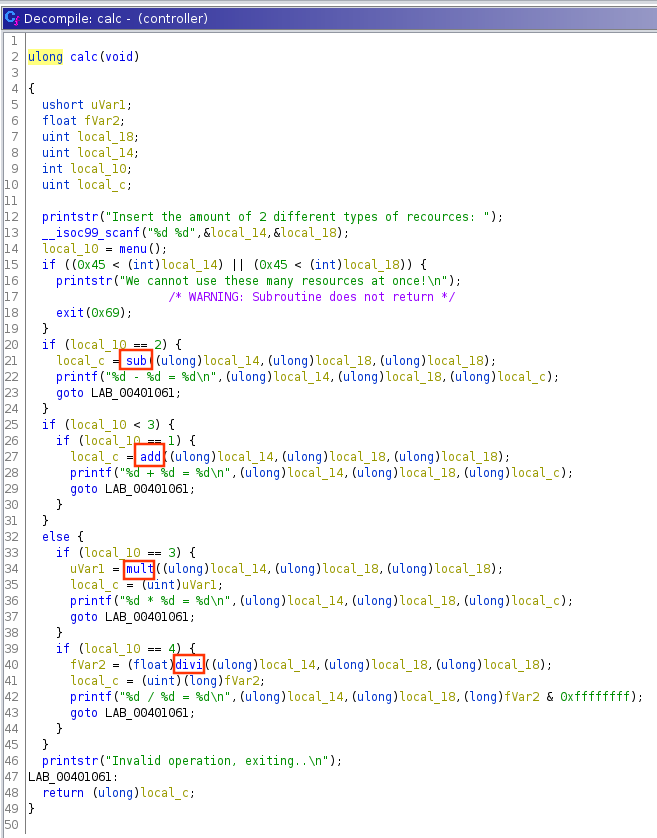 Decompile: calc - (controller)
1
2 ulong calc(void)
3
4 {
5 ushort uVar1;
6 float fVar2;
7 uint local_18;
8 uint local_14;
9 int local_10;
10 uint local_c;
11
12 printstr("Insert the amount of 2 different types of recources: ");
13 __isoc99_scanf("%d %d",&local_14,&local_18);
14 local_10 = menu();
15 if ((0x45 < (int)local_14) || (0x45 < (int)local_18)) {
16 printstr("We cannot use these many resources at once!\n");
17 /* WARNING: Subroutine does not return */
18 exit(0x69);
19 }
20 if (local_10 == 2) {
21 local_c = sub((ulong)local_14,(ulong)local_18,(ulong)local_18);
22 printf("%d - %d = %d\n",(ulong)local_14,(ulong)local_18,(ulong)local_c);
23 goto LAB_00401061;
24 }
25 if (local_10 < 3) {
26 if (local_10 == 1) {
27 local_c = add((ulong)local_14,(ulong)local_18,(ulong)local_18);
28 printf("%d + %d = %d\n",(ulong)local_14,(ulong)local_18,(ulong)local_c);
29 goto LAB_00401061;
30 }
31 }
32 else {
33 if (local_10 == 3) {
34 uVar1 = mult((ulong)local_14,(ulong)local_18,(ulong)local_18);
35 local_c = (uint)uVar1;
36 printf("%d * %d = %d\n",(ulong)local_14,(ulong)local_18,(ulong)local_c);
37 goto LAB_00401061;
38 }
39 if (local_10 == 4) {
40 fVar2 = (float)divi((ulong)local_14,(ulong)local_18,(ulong)local_18);
41 local_c = (uint)(long)fVar2;
42 printf("%d / %d = %d\n",(ulong)local_14,(ulong)local_18,(long)fVar2 & 0xffffffff);
43 goto LAB_00401061;
44 }
45 }
46 printstr("Invalid operation, exiting..\n");
47 LAB_00401061:
48 return (ulong)local_c;
49 }
50